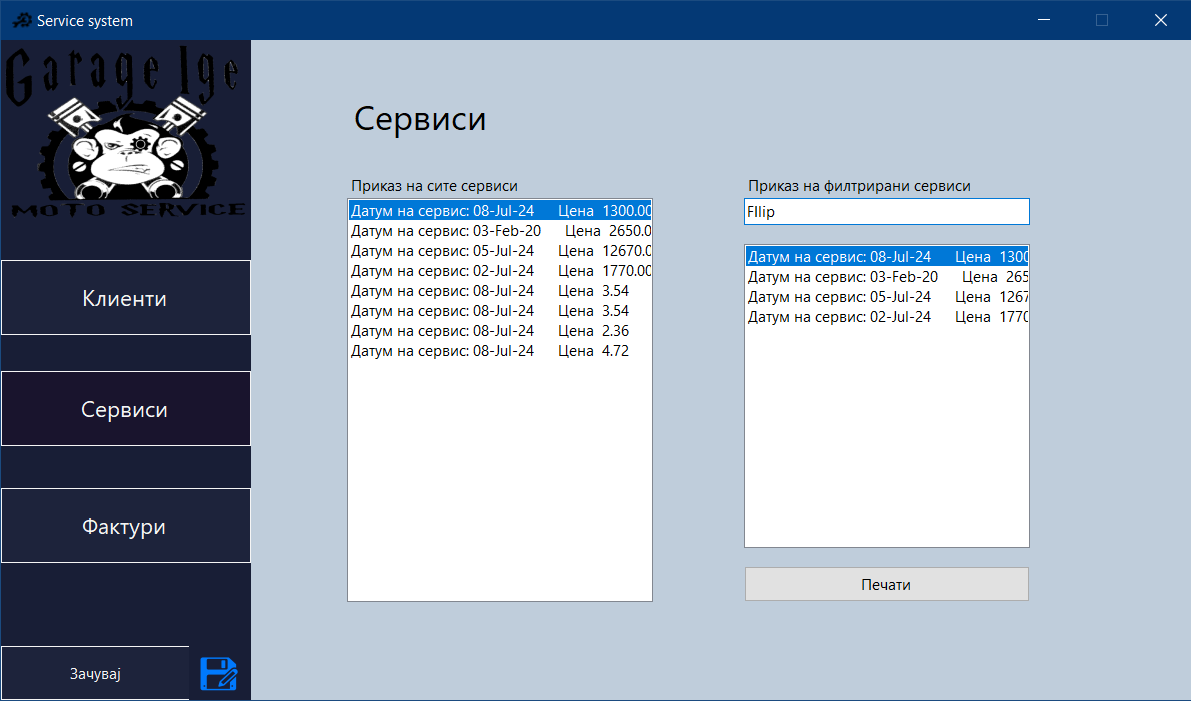 Service system
Garage Ige
MOTO SERVICE
Клиенти
Сервиси
Фактури
Зачувај
Сервиси
Приказ на сите сервиси
Датум на сервис: 08-Jul-24 Цена 1300.00
Датум на сервис: 03-Feb-20 Цена 2650.0
Датум на сервис: 05-Jul-24 Цена 12670.0
Датум на сервис: 02-Jul-24 Цена 1770.00
Датум на сервис: 08-Jul-24 Цена 3.54
Датум на сервис: 08-Jul-24 Цена 3.54
Датум на сервис: 08-Jul-24 Цена 2.36
Датум на сервис: 08-Jul-24 Цена 4.72
Приказ на филтрирани сервиси
FIlip
Датум на сервис: 08-Jul-24 Цена 1300
Датум на сервис: 03-Feb-20 Цена 265
Датум на сервис: 05-Jul-24 Цена 1267
Датум на сервис: 02-Jul-24 Цена 1770
Печати